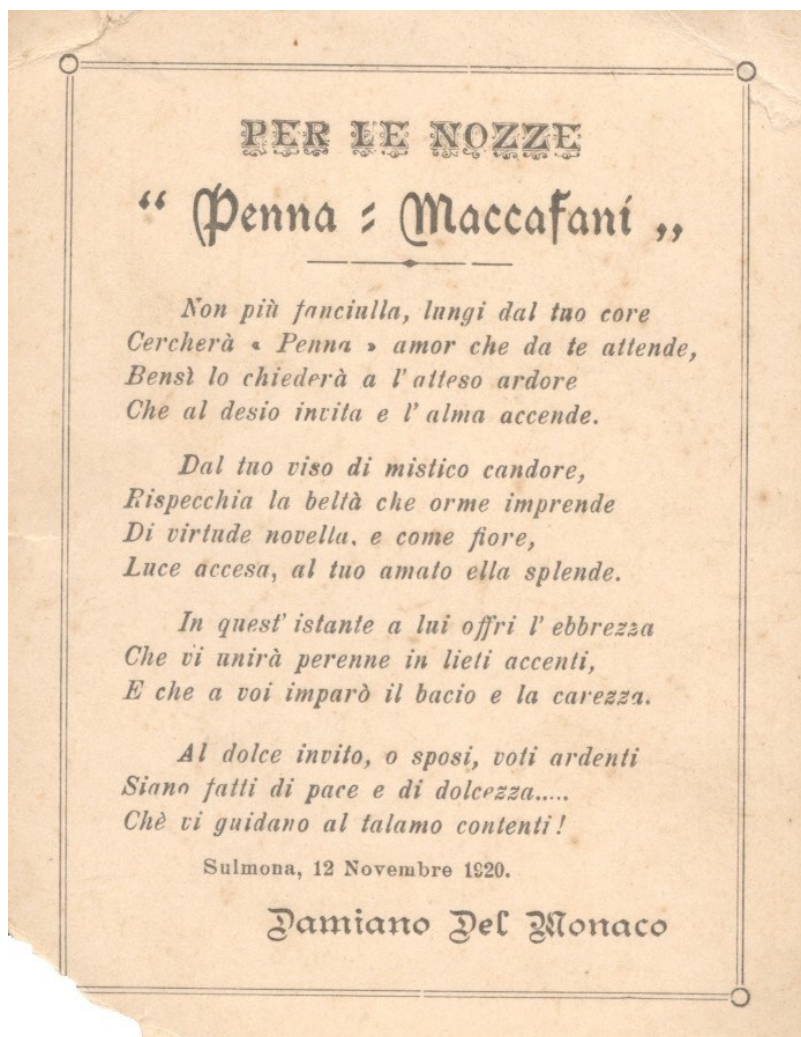 PER LE NOZZE
“ Penna = Maccafani „
Non più fanciulla, lungi dal tuo core
Cercherà « Penna » amor che da te attende,
Bensì lo chiederà a l'atteso ardore
Che al desio invita e l'alma accende.
Dal tuo viso di mistico candore,
Rispecchia la beltà che orme imprende
Di virtude novella. e come fiore,
Luce accesa, al tuo amato ella splende.
In quest' istante a lui offri l' ebbrezza
Che vi unirà perenne in lieti accenti,
E che a voi imparò il bacio e la carezza.
Al dolce invito, o sposi, voti ardenti
Siano fatti di pace e di dolcezza.....
Chè vi guidano al talamo contenti!
Sulmona, 12 Novembre 1920.
Damiano Del Monaco